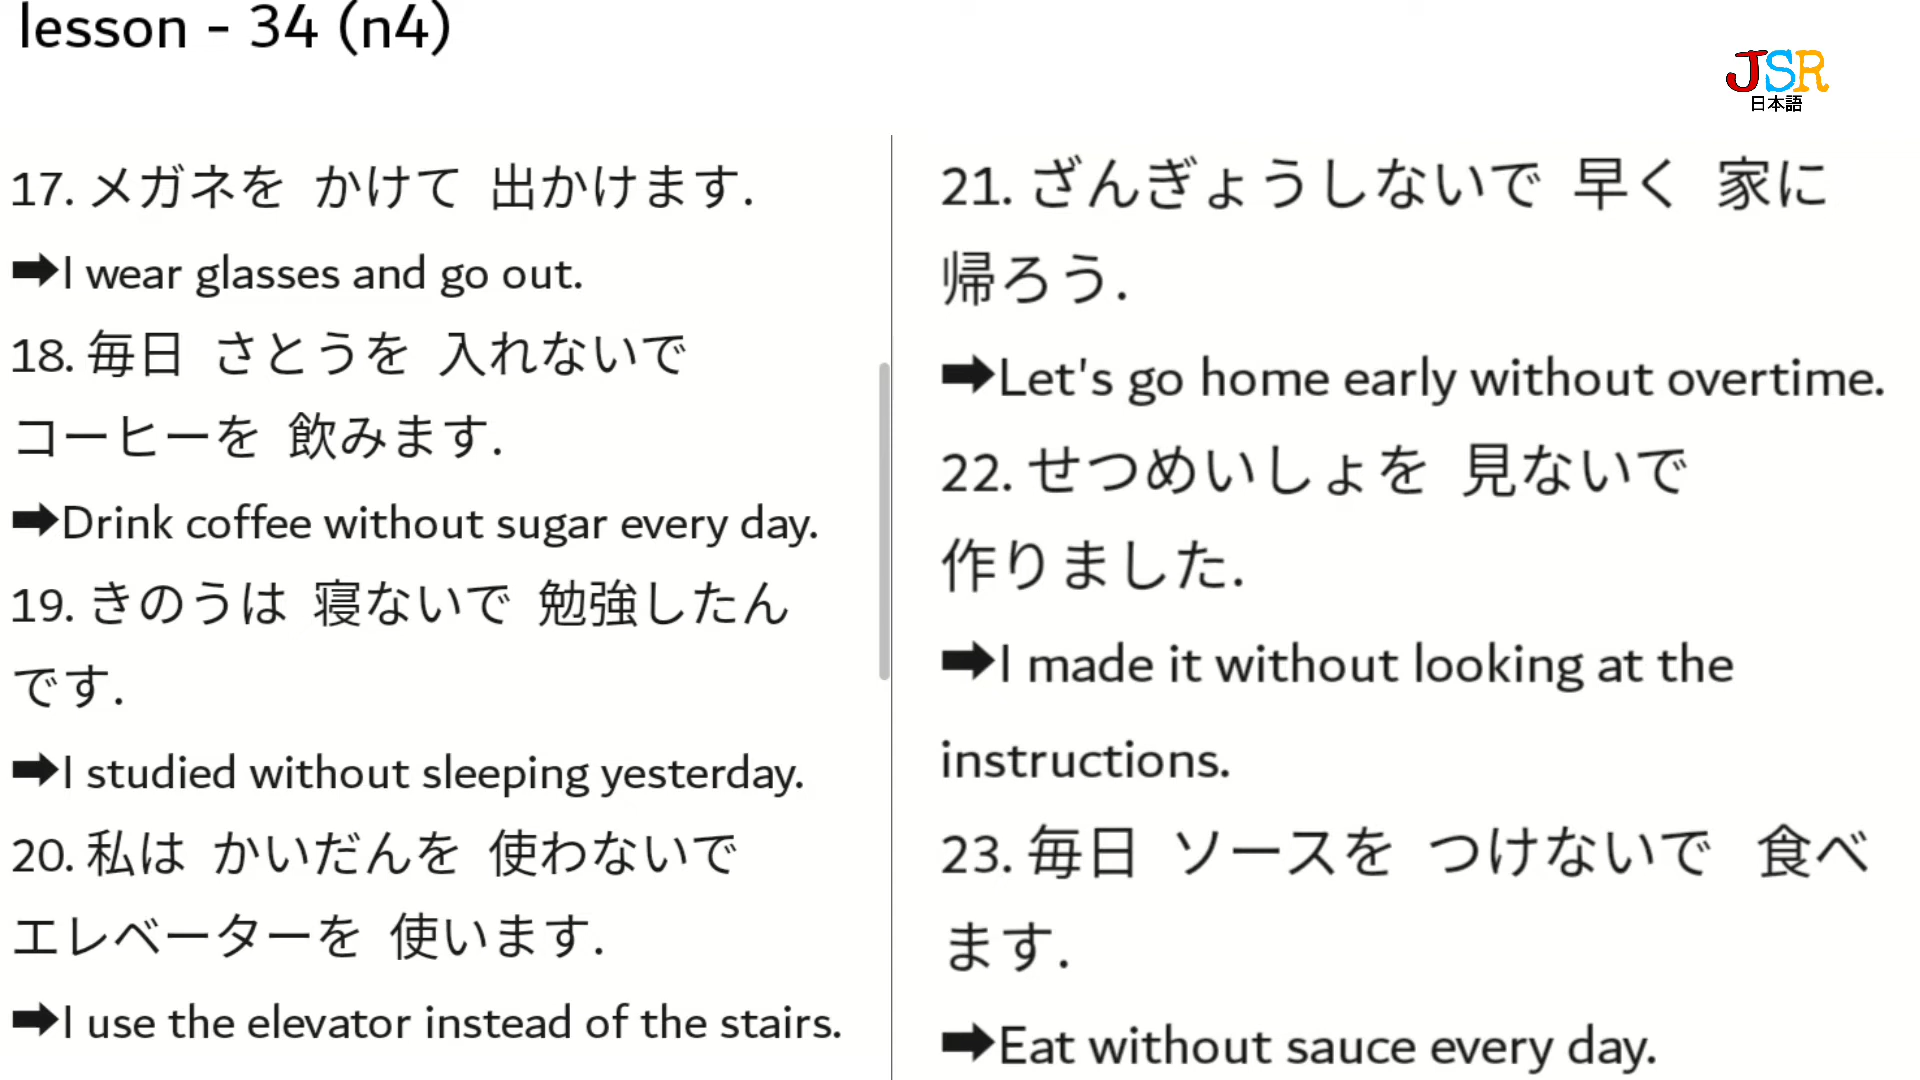 lesson - 34 (n4)
JSR
日本語
17. メガネを かけて 出かけます.
➡I wear glasses and go out.
18. 毎日 さとうを 入れないで
コーヒーを 飲みます.
➡Drink coffee without sugar every day.
19. きのうは 寝ないで 勉強したん
です.
➡I studied without sleeping yesterday.
20. 私は かいだんを 使わないで
エレベーターを 使います.
➡I use the elevator instead of the stairs.
21. ざんぎょうしないで 早く 家に
帰ろう.
➡Let's go home early without overtime.
22. せつめいしょを 見ないで
作りました.
➡I made it without looking at the
instructions.
23. 毎日 ソースを つけないで 食べ
ます.
➡Eat without sauce every day.